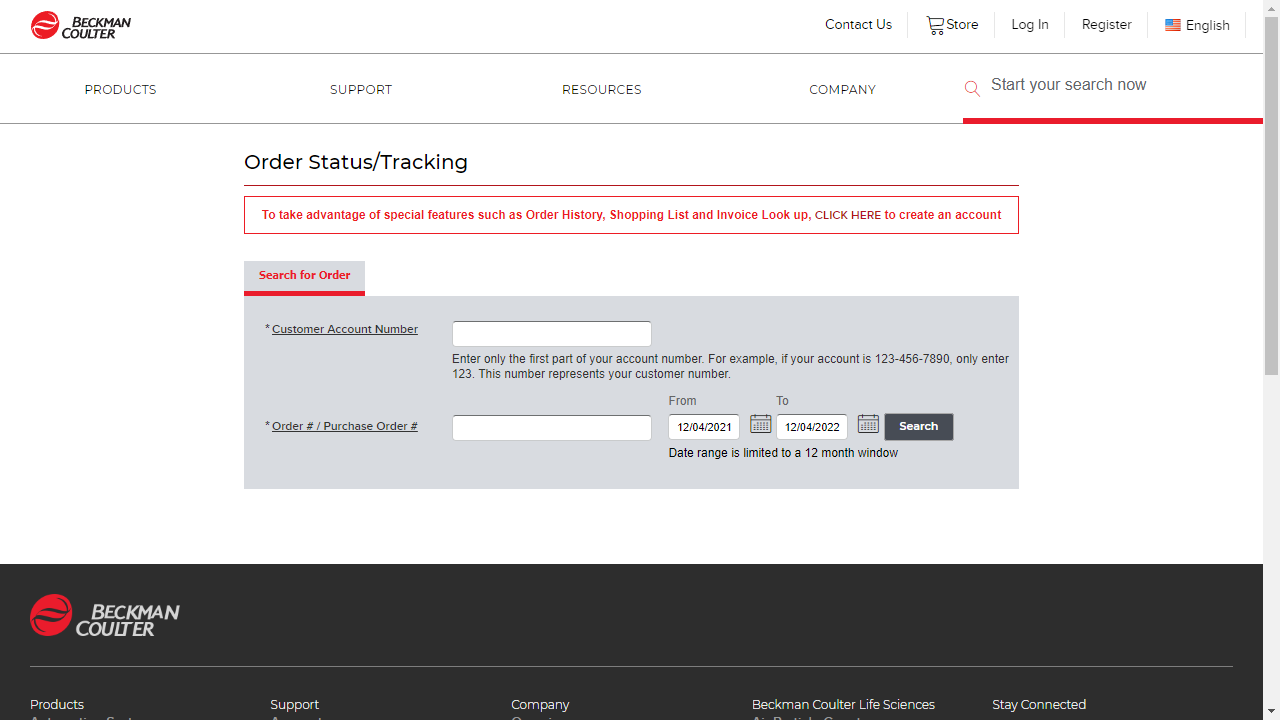 BECKMAN
COULTER
Contact Us
Store
Log In
Register
English
PRODUCTS
SUPPORT
RESOURCES
COMPANY
Start your search now
Order Status/Tracking
To take advantage of special features such as Order History, Shopping List and Invoice Look up, CLICK HERE to create an account
Search for Order
* Customer Account Number
Enter only the first part of your account number. For example, if your account is 123-456-7890, only enter
123. This number represents your customer number.
From
To
* Order # / Purchase Order #
12/04/2021
12/04/2022
Search
Date range is limited to a 12 month window
BECKMAN
COULTER
Products
Support
Company
Beckman Coulter Life Sciences
Stay Connected